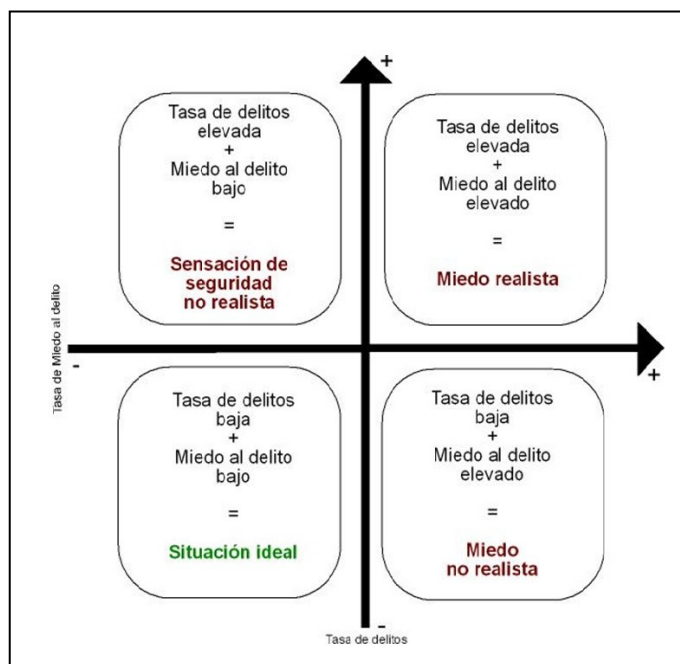 +
Tasa de delitos
elevada
+
Miedo al delito
bajo
=
Sensación de
seguridad
no realista
Tasa de delitos
elevada
+
Miedo al delito
elevado
=
Miedo realista
Tasa de Miedo al delito
-
+
Tasa de delitos
baja
+
Miedo al delito
bajo
=
Situación ideal
Tasa de delitos
baja
+
Miedo al delito
elevado
=
Miedo
no realista
-
Tasa de delitos